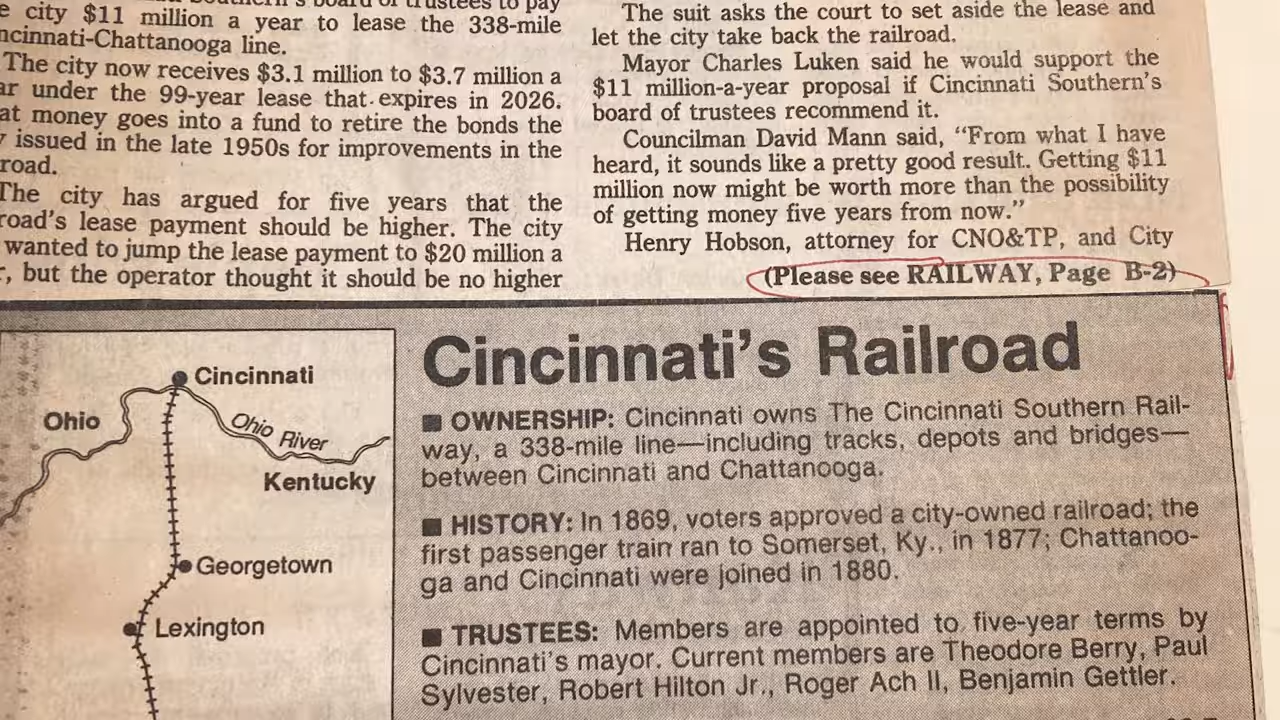 Southern's board of trustees to pay
city $11 million a year to lease the 338-mile
ncinnati-Chattanooga line.
The city now receives $3.1 million to $3.7 million a
ar under the 99-year lease that expires in 2026.
at money goes into a fund to retire the bonds the
issued in the late 1950s for improvements in the
road.
The city has argued for five years that the
road's lease payment should be higher. The city
wanted to jump the lease payment to $20 million a
, but the operator thought it should be no higher
The suit asks the court to set aside the lease and
let the city take back the railroad.
Mayor Charles Luken said he would support the
$11 million-a-year proposal if Cincinnati Southern's
board of trustees recommend it.
Councilman David Mann said, “From what I have
heard, it sounds like a pretty good result. Getting $11
million now might be worth more than the possibility
of getting money five years from now.”
Henry Hobson, attorney for CNO&TP, and City
(Please see RAILWAY, Page B-2)
Cincinnati
Ohio
Ohio River
Kentucky
Georgetown
Lexington
Cincinnati's Railroad
■ OWNERSHIP: Cincinnati owns The Cincinnati Southern Rail-
way, a 338-mile line—including tracks, depots and bridges—
between Cincinnati and Chattanooga.
■ HISTORY: In 1869, voters approved a city-owned railroad; the
first passenger train ran to Somerset, Ky., in 1877; Chattanoo-
ga and Cincinnati were joined in 1880.
■ TRUSTEES: Members are appointed to five-year terms by
Cincinnati's mayor. Current members are Theodore Berry, Paul
Sylvester, Robert Hilton Jr., Roger Ach II, Benjamin Gettler.